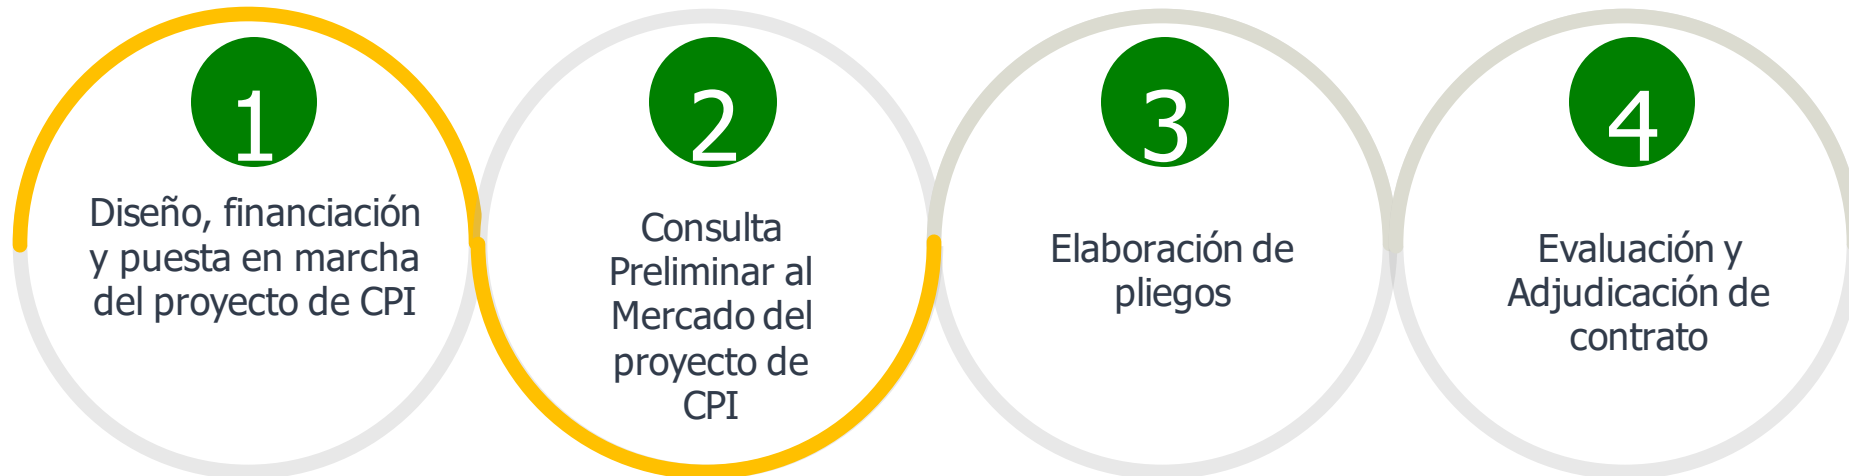 1
Diseño, financiación
y puesta en marcha
del proyecto de CPI
2
Consulta
Preliminar al
Mercado del
proyecto de
CPI
3
Elaboración de
pliegos
4
Evaluación y
Adjudicación de
contrato